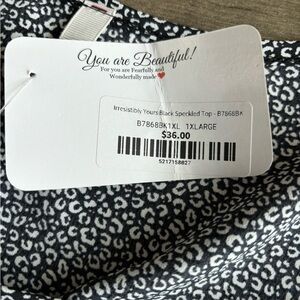 You are Beautiful!
For you are Fearfully and
Wonderfully made
Irresistibly Yours Black Speckled Top - B7868BK
B7868BK1XL 1XLARGE
$36.00
5217158827